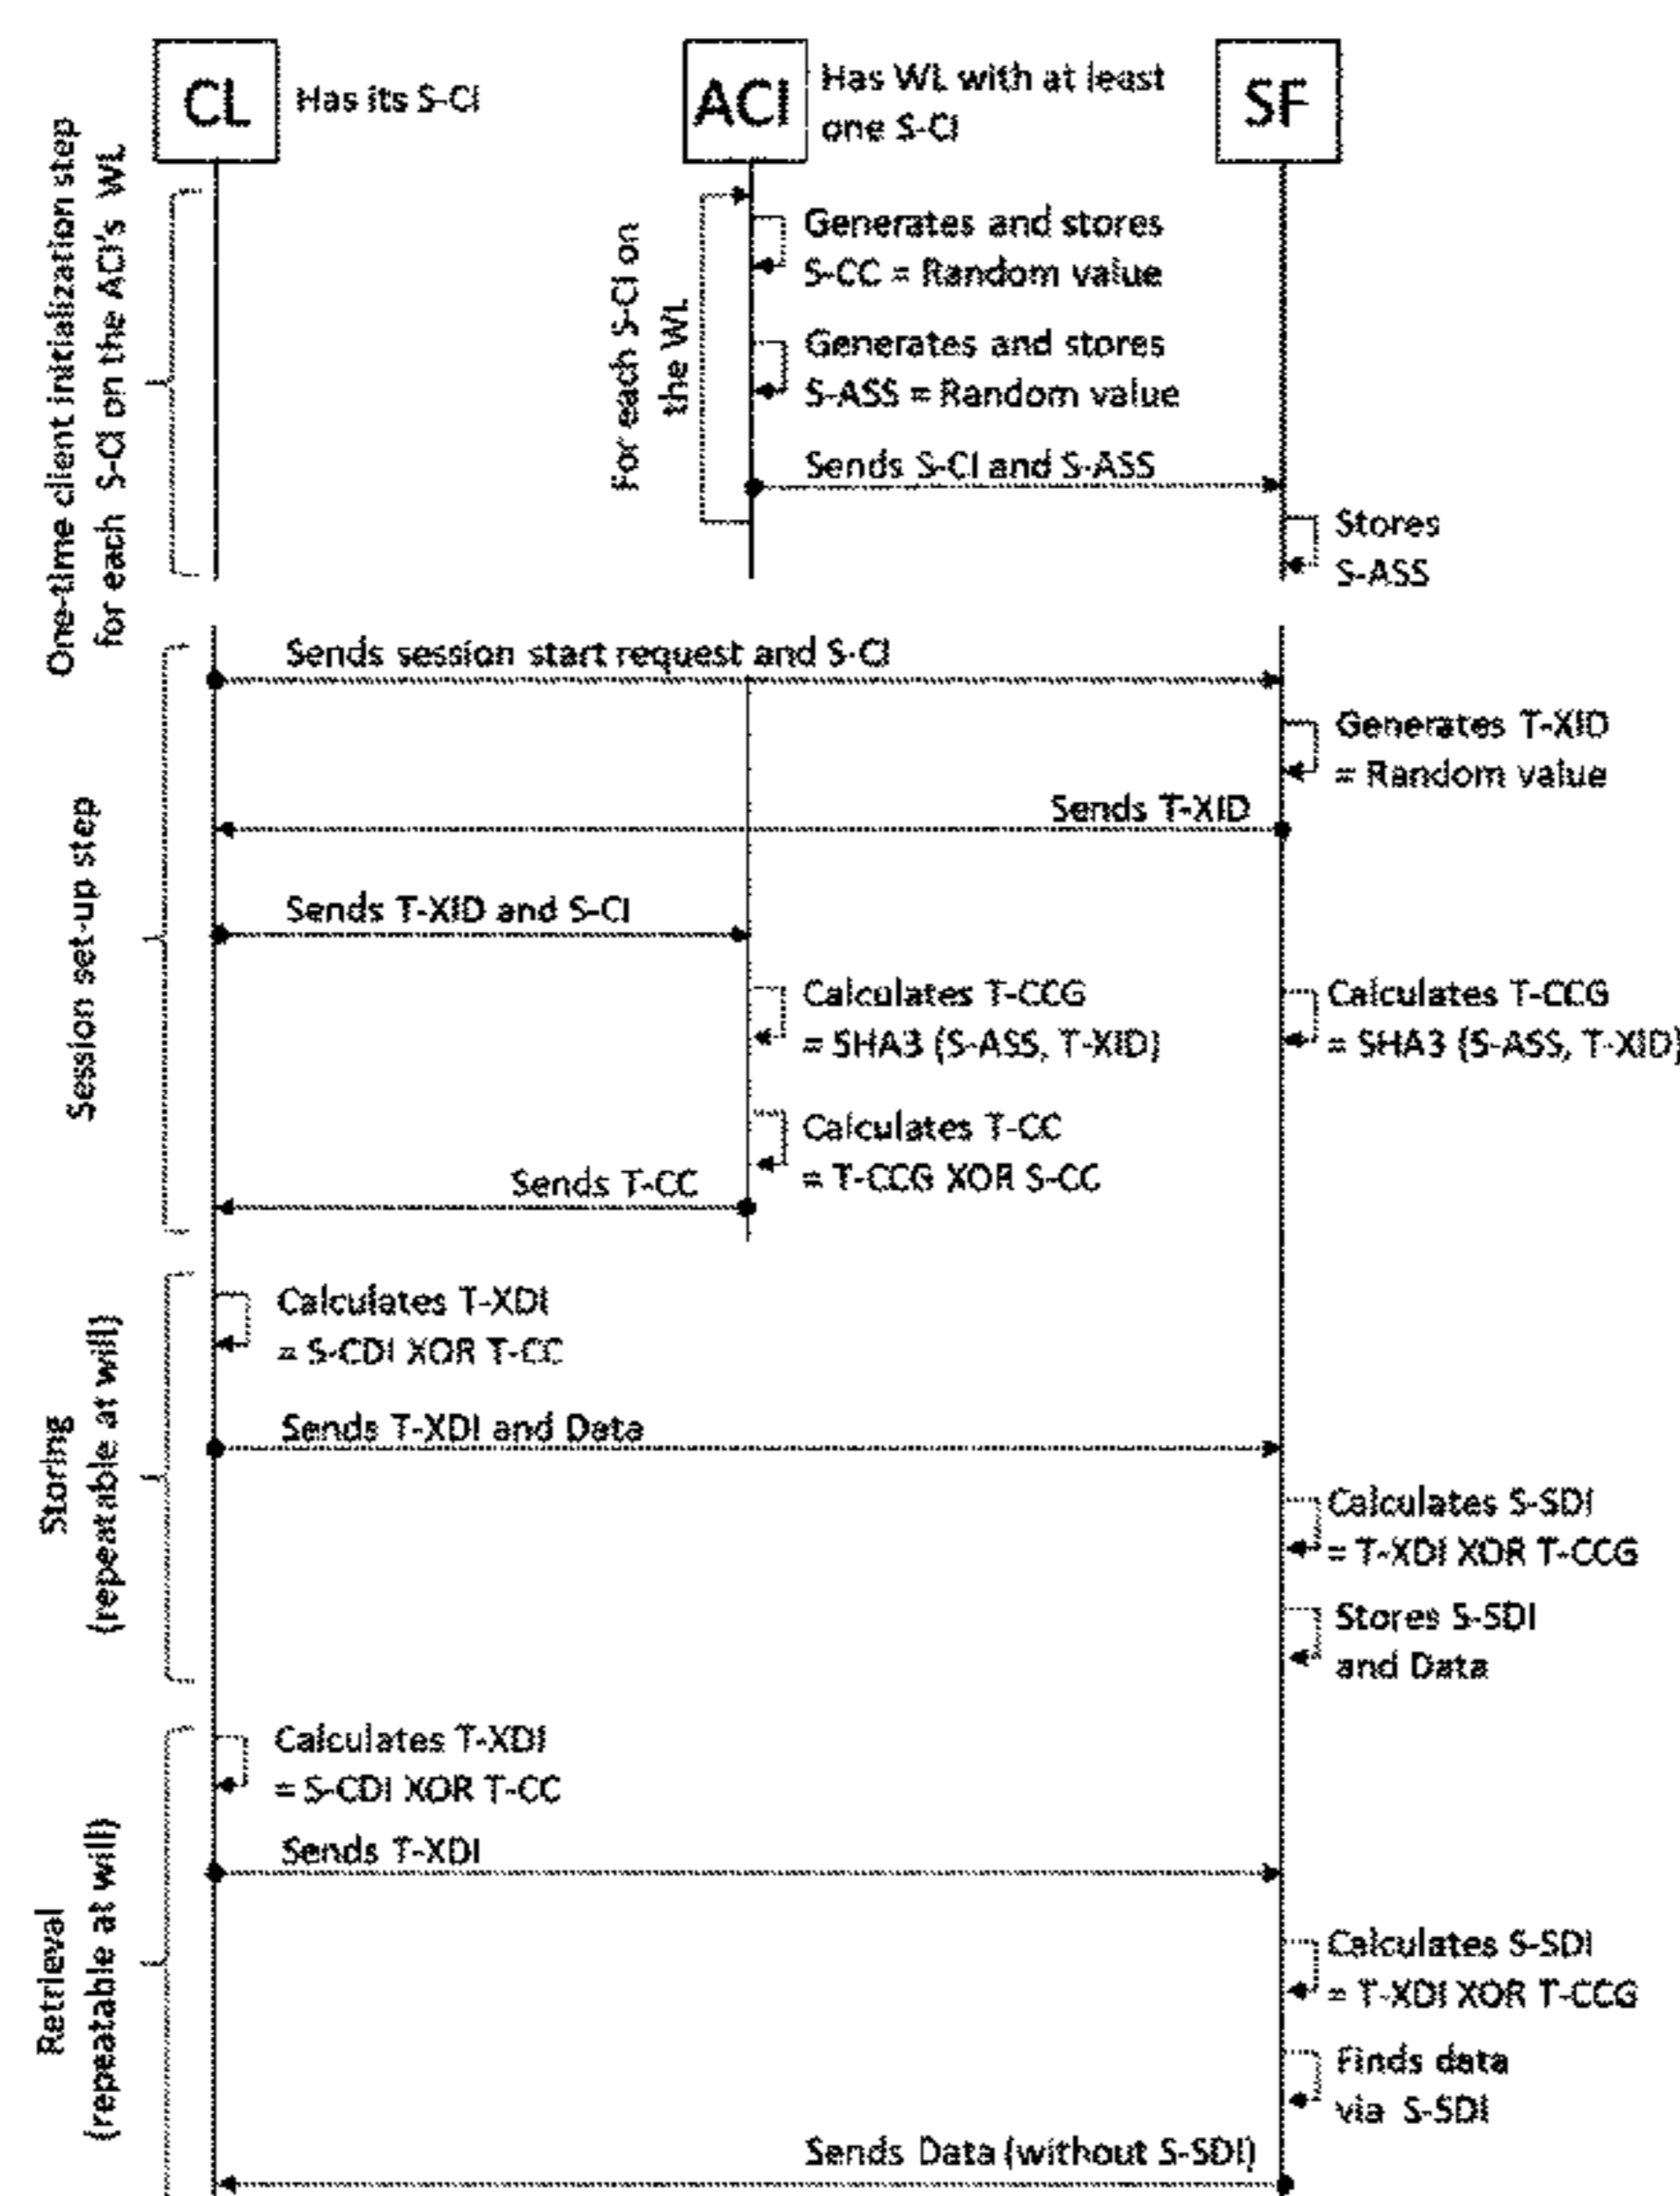 CL
Has its S-CI
ACI
Has WL with at least
one S-CI
SF
One-time client initialization step
for each S-CI on the ACI's WL
For each S-CI on
the WL
Generates and stores
S-CC = Random value
Generates and stores
S-ASS = Random value
Sends S-CI and S-ASS
Stores
S-ASS
Session set-up step
Sends session start request and S-CI
Generates T-XID
= Random value
Sends T-XID
Sends T-XID and S-CI
Calculates T-CCG
= SHA3 (S-ASS, T-XID)
Calculates T-CCG
= SHA3 (S-ASS, T-XID)
Calculates T-CC
= T-CCG XOR S-CC
Sends T-CC
Storing
(repeatable at will)
Calculates T-XDI
= S-CDI XOR T-CC
Sends T-XDI and Data
Calculates S-SDI
= T-XDI XOR T-CCG
Stores S-SDI
and Data
Retrieval
(repeatable at will)
Calculates T-XDI
= S-CDI XOR T-CC
Sends T-XDI
Calculates S-SDI
= T-XDI XOR T-CCG
Finds data
via S-SDI
Sends Data (without S-SDI)